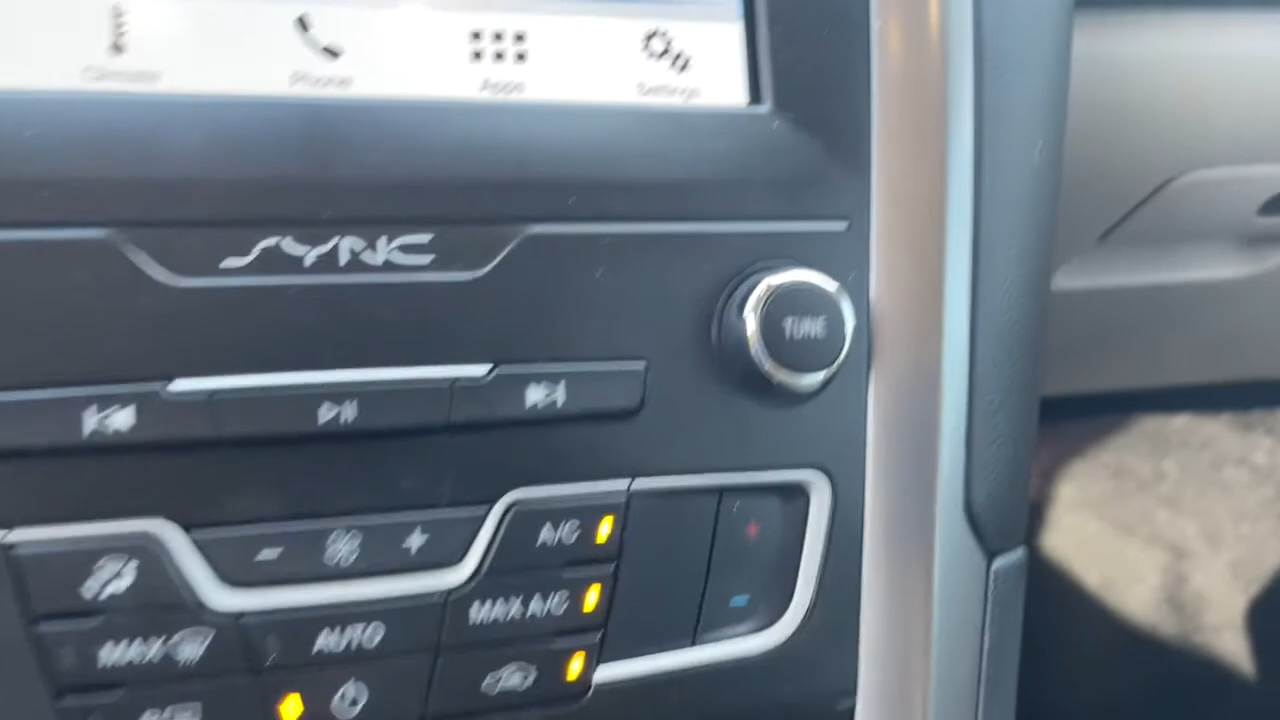 Climate
Phone
Apps
Settings
SYNC
TUNE
A/C
MAX A/C
MAX
AUTO